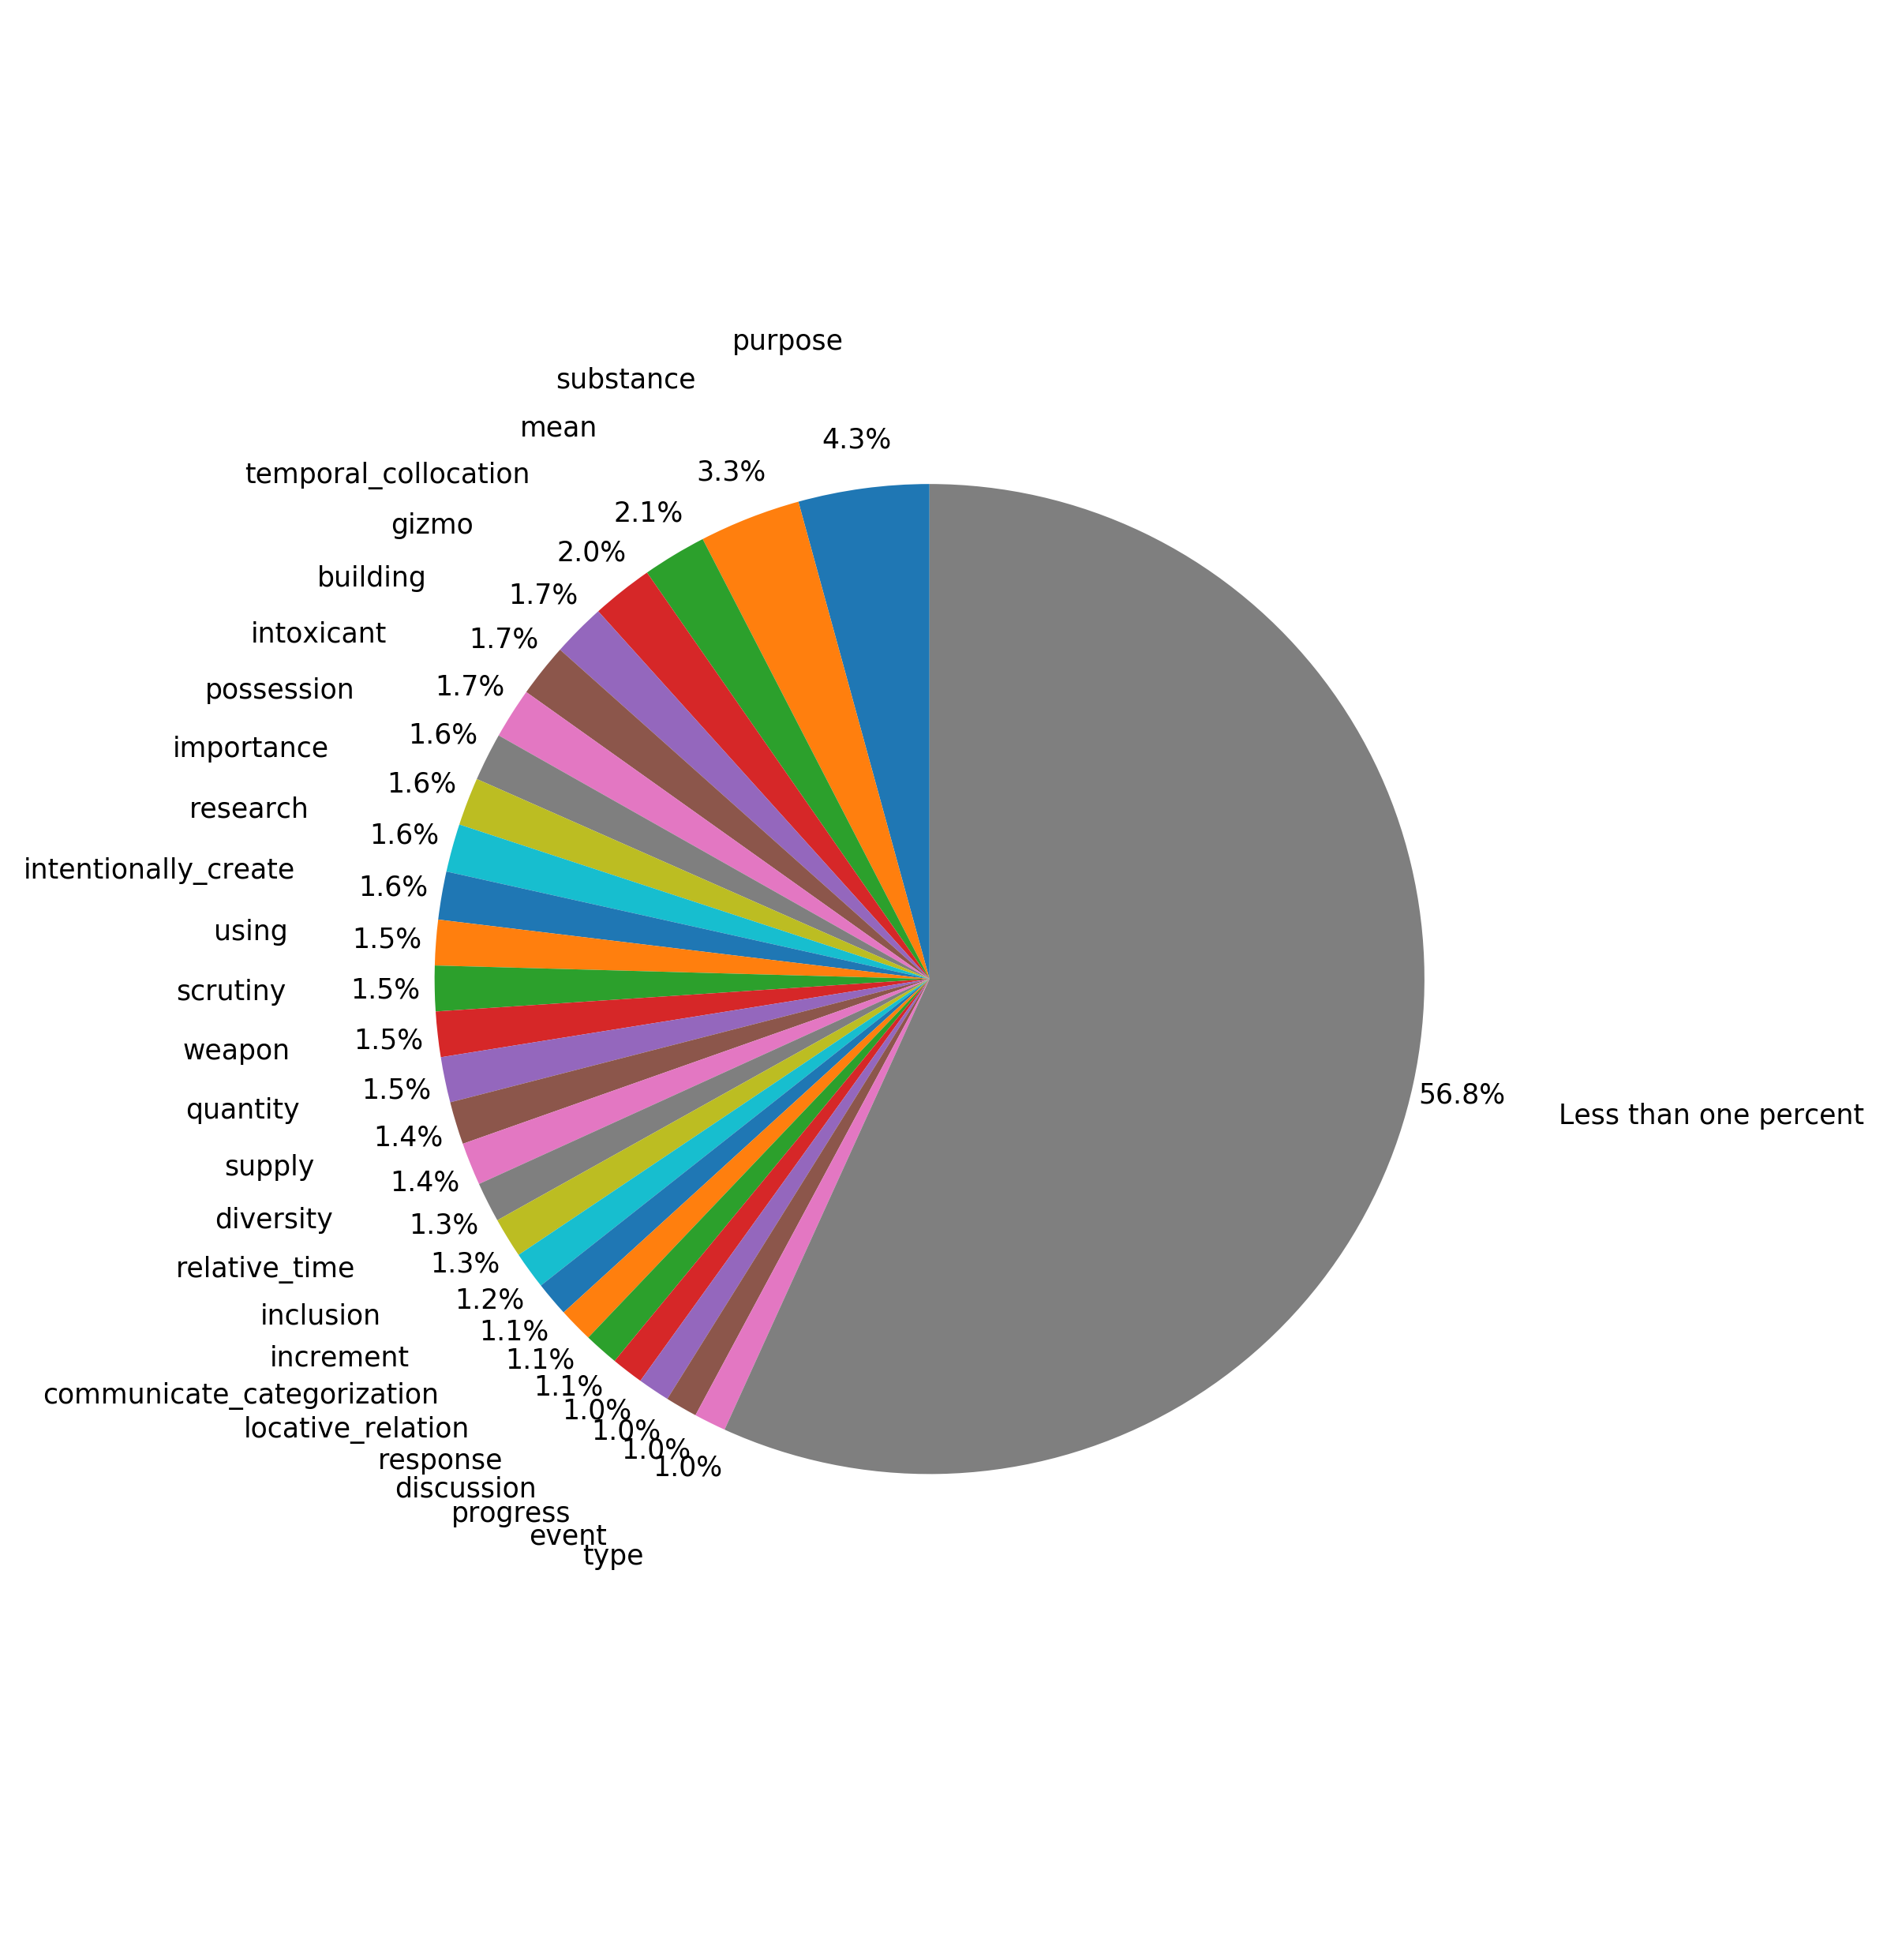 purpose
4.3%
substance
3.3%
mean
2.1%
temporal_collocation
2.0%
gizmo
1.7%
building
1.7%
intoxicant
1.7%
possession
1.6%
importance
1.6%
research
1.6%
intentionally_create
1.6%
using
1.5%
scrutiny
1.5%
weapon
1.5%
quantity
1.5%
supply
1.4%
diversity
1.4%
relative_time
1.3%
inclusion
1.3%
increment
1.2%
communicate_categorization
1.1%
locative_relation
1.1%
response
1.1%
discussion
1.0%
progress
1.0%
event
1.0%
type
1.0%
56.8%
Less than one percent